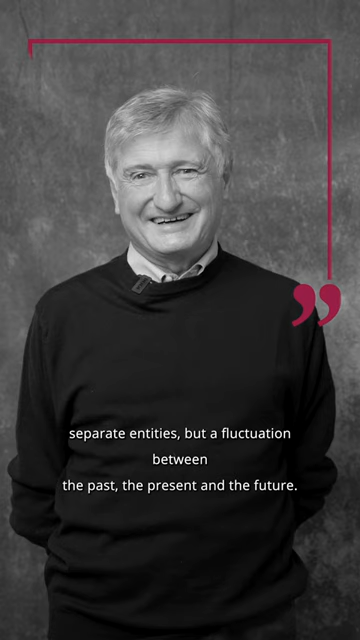 separate entities, but a fluctuation
between
the past, the present and the future.